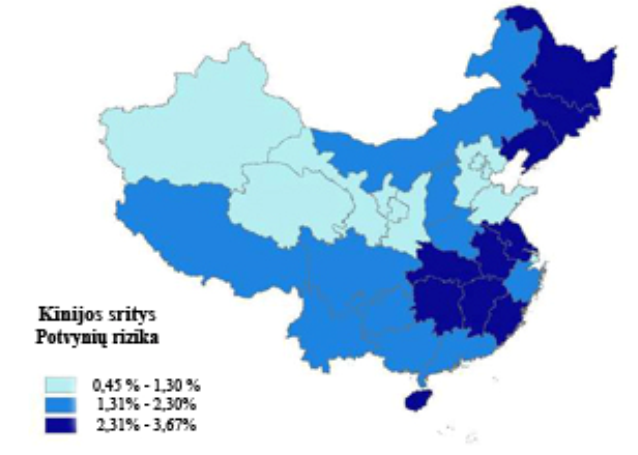 Kinijos sritys
Potvynių rizika
0,45 % - 1,30 %
1,31% - 2,30%
2,31% - 3,67%